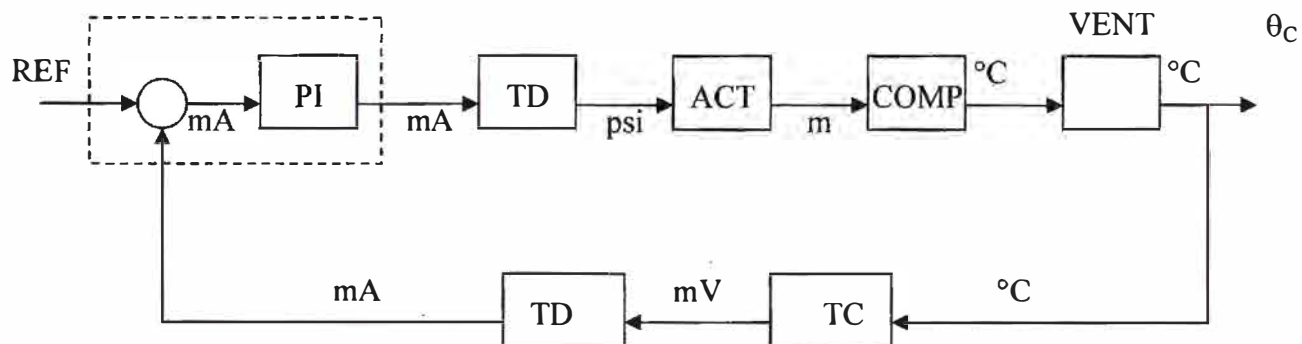 VENT
θC
REF
PI
TD
ACT
COMP
°C
°C
mA
mA
psi
m
mA
mV
°C
TD
TC